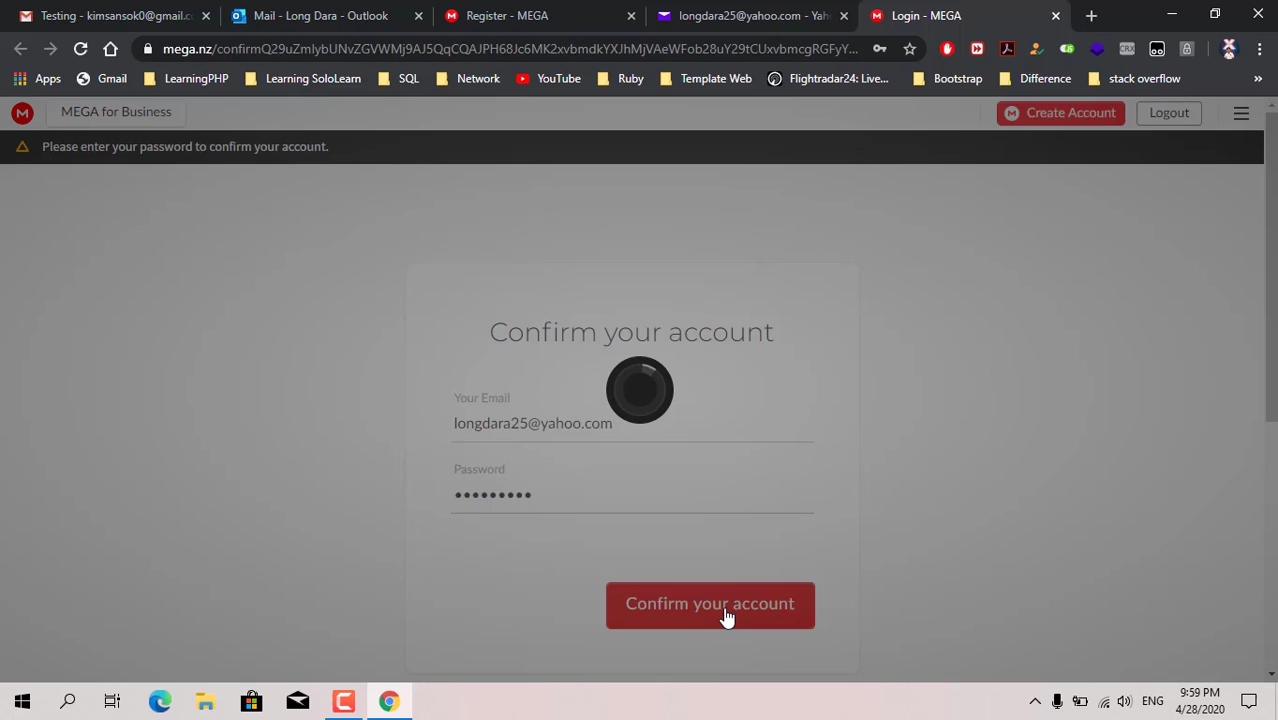 Testing - kimsansok0@gmail.c
Mail - Long Dara - Outlook
Register - MEGA
longdara25@yahoo.com - Yah
Login - MEGA
mega.nz/confirmQ29uZmlybUNvZGVWMj9AJ5QqCQAJPH68Jc6MK2xvbmdkYXJhMjVAeWFob28uY29tCUxvbmcgRGFyY...
Apps
Gmail
LearningPHP
Learning SoloLearn
SQL
Network
YouTube
Ruby
Template Web
Flightradar24: Live...
Bootstrap
Difference
stack overflow
»
M
MEGA for Business
M Create Account
Logout
Please enter your password to confirm your account.
Confirm your account
Your Email
longdara25@yahoo.com
Password
Confirm your account
9:59 PM
ENG
4/28/2020